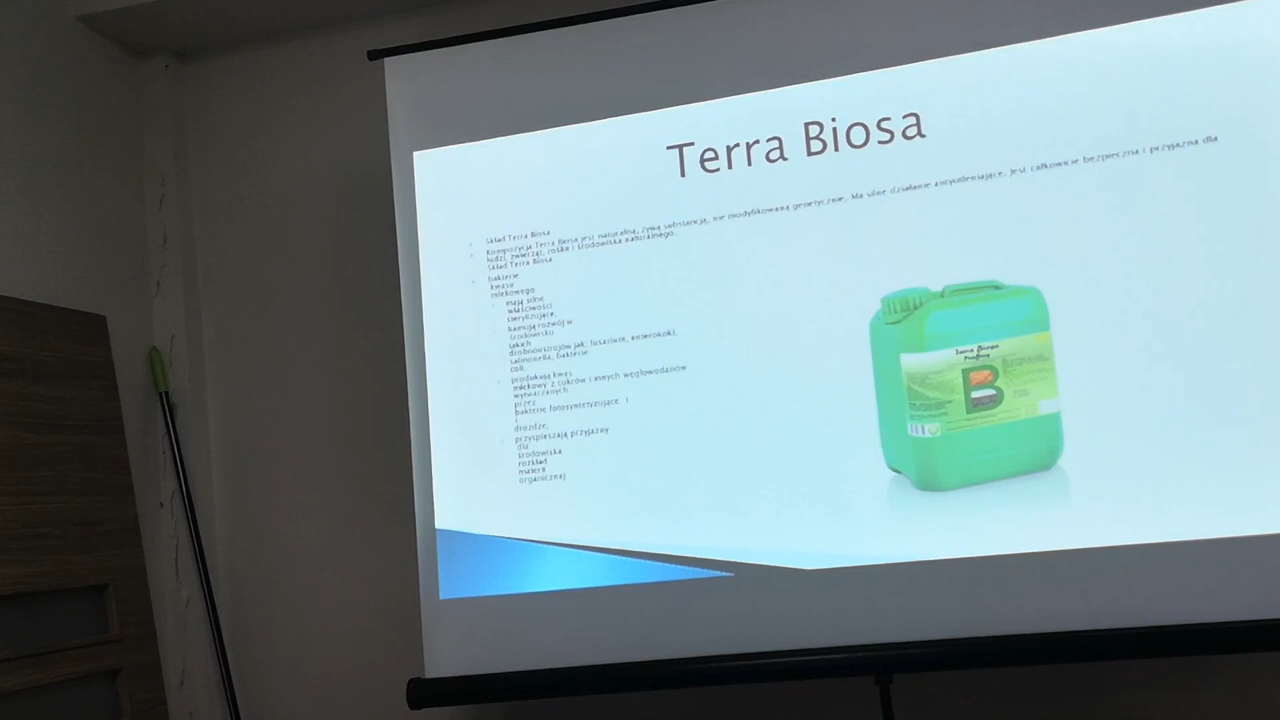 Terra Biosa
Skład Terra Biosa
Kompozycja Terra Biosa jest naturalną, żywą substancją, nie modyfikowaną genetycznie. Ma silne działanie antyutleniające. Jest całkowicie bezpieczna i przyjazna dla
ludzi, zwierząt, roślin i środowiska naturalnego.
Skład Terra Biosa
bakterie
kwasu
mlekowego
mają silne
właściwości
sterylizujące,
hamują rozwój w
środowisku
takich
drobnoustrojów jak: fusarium, enterokoki,
salmonella, bakterie
coli,
produkują kwas
mlekowy z cukrów i innych węglowodanów
wytwarzanych
przez
bakterie fotosyntetyzujące i
drożdże,
przyspieszają przyjazny
dla
środowiska
rozkład
materii
organicznej
Terra Biosa
B